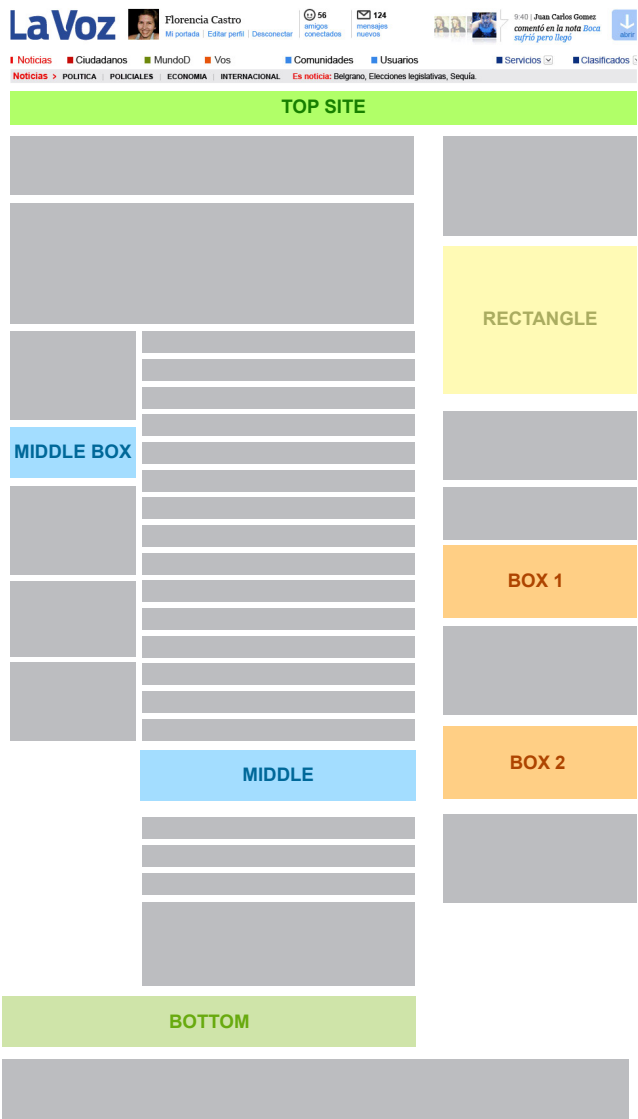 La Voz
Florencia Castro
Mi portada | Editar perfil | Desconectar
56
amigos
conectados
124
mensajes
nuevos
9:40 | Juan Carlos Gomez
comentó en la nota Boca
sufrió pero llegó
abrir
Noticias Ciudadanos MundoD Vos Comunidades Usuarios Servicios Clasificados
Noticias > POLITICA | POLICIALES | ECONOMIA | INTERNACIONAL Es noticia: Belgrano, Elecciones legislativas, Sequía.
TOP SITE
RECTANGLE
MIDDLE BOX
BOX 1
BOX 2
MIDDLE
BOTTOM